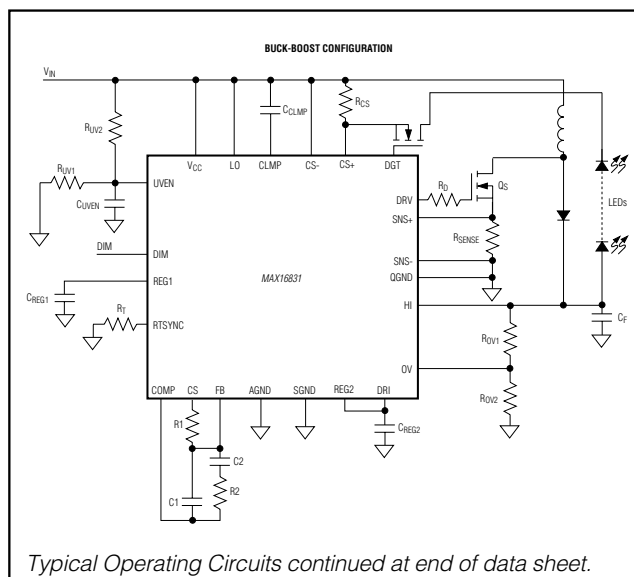 BUCK-BOOST CONFIGURATION
VIN
RUV2
RUV1
CUVEN
CCLMP
RCS
VCC
LO
CLMP
CS-
CS+
DGT
UVEN
DIM
DIM
REG1
CREG1
RT
RTSYNC
MAX16831
DRV
RD
QS
SNS+
RSENSE
SNS-
QGND
HI
LEDs
CF
ROV1
OV
ROV2
COMP
CS
FB
AGND
SGND
REG2
DRI
R1
C2
C1
R2
CREG2
Typical Operating Circuits continued at end of data sheet.